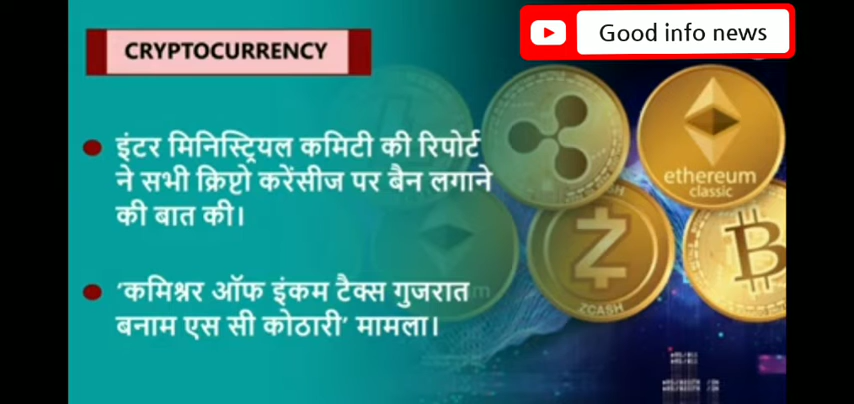 Good info news
CRYPTOCURRENCY
इंटर मिनिस्ट्रियल कमिटी की रिपोर्ट
ने सभी क्रिप्टो करेंसीज पर बैन लगाने
की बात की।
‘कमिश्नर ऑफ इंकम टैक्स गुजरात
बनाम एस सी कोठारी’ मामला।
ethereum
classic
ZCASH